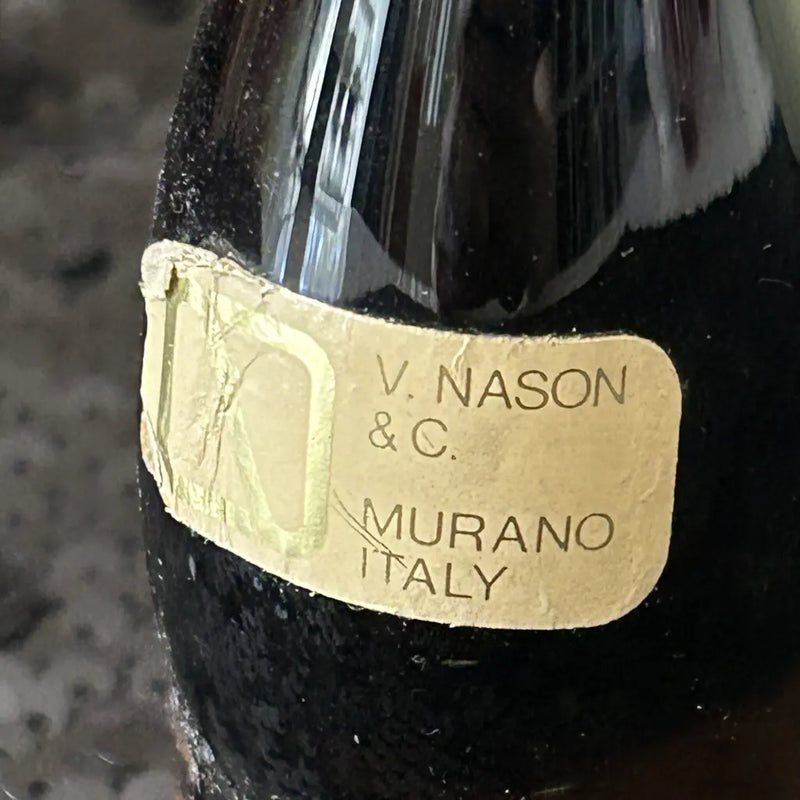 V. NASON
& C.
MURANO
ITALY